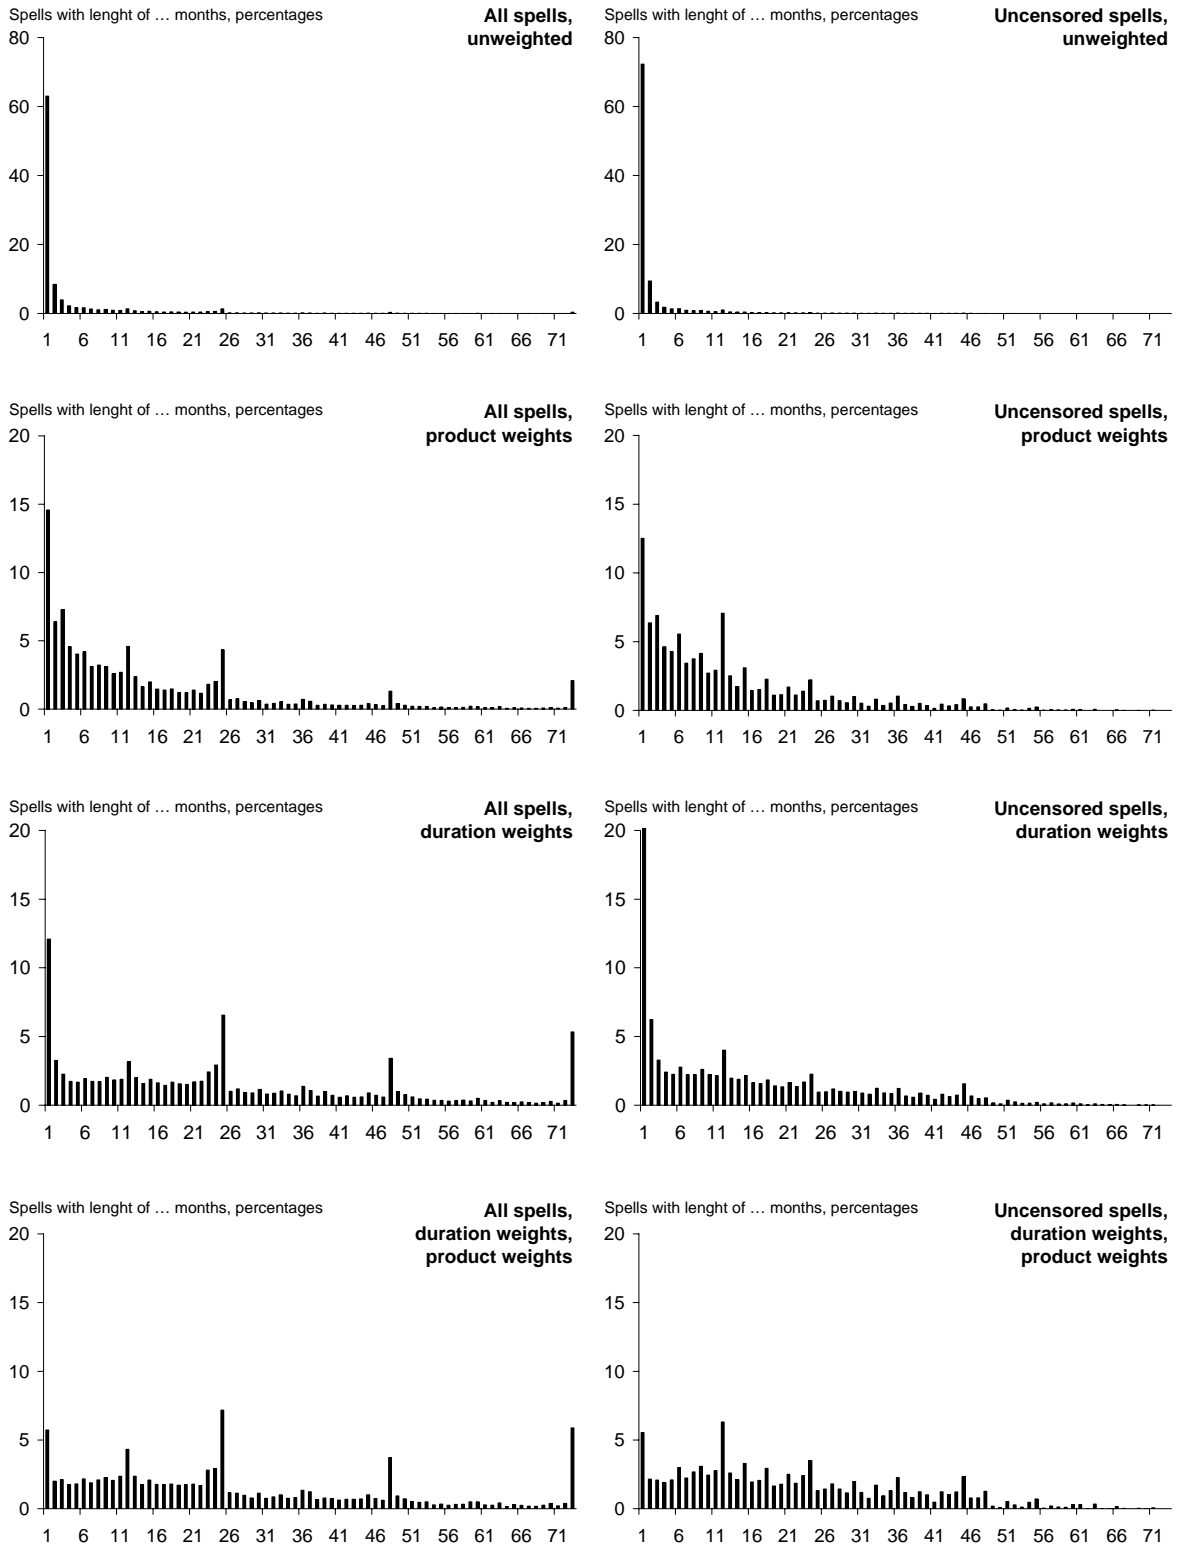 Spells with lenght of … months, percentages
All spells,
unweighted
80
60
40
20
0
1 6 11 16 21 26 31 36 41 46 51 56 61 66 71
Spells with lenght of … months, percentages
Uncensored spells,
unweighted
80
60
40
20
0
1 6 11 16 21 26 31 36 41 46 51 56 61 66 71
Spells with lenght of … months, percentages
All spells,
product weights
20
15
10
5
0
1 6 11 16 21 26 31 36 41 46 51 56 61 66 71
Spells with lenght of … months, percentages
Uncensored spells,
product weights
20
15
10
5
0
1 6 11 16 21 26 31 36 41 46 51 56 61 66 71
Spells with lenght of … months, percentages
All spells,
duration weights
20
15
10
5
0
1 6 11 16 21 26 31 36 41 46 51 56 61 66 71
Spells with lenght of … months, percentages
Uncensored spells,
duration weights
20
15
10
5
0
1 6 11 16 21 26 31 36 41 46 51 56 61 66 71
Spells with lenght of … months, percentages
All spells,
duration weights,
product weights
20
15
10
5
0
1 6 11 16 21 26 31 36 41 46 51 56 61 66 71
Spells with lenght of … months, percentages
Uncensored spells,
duration weights,
product weights
20
15
10
5
0
1 6 11 16 21 26 31 36 41 46 51 56 61 66 71